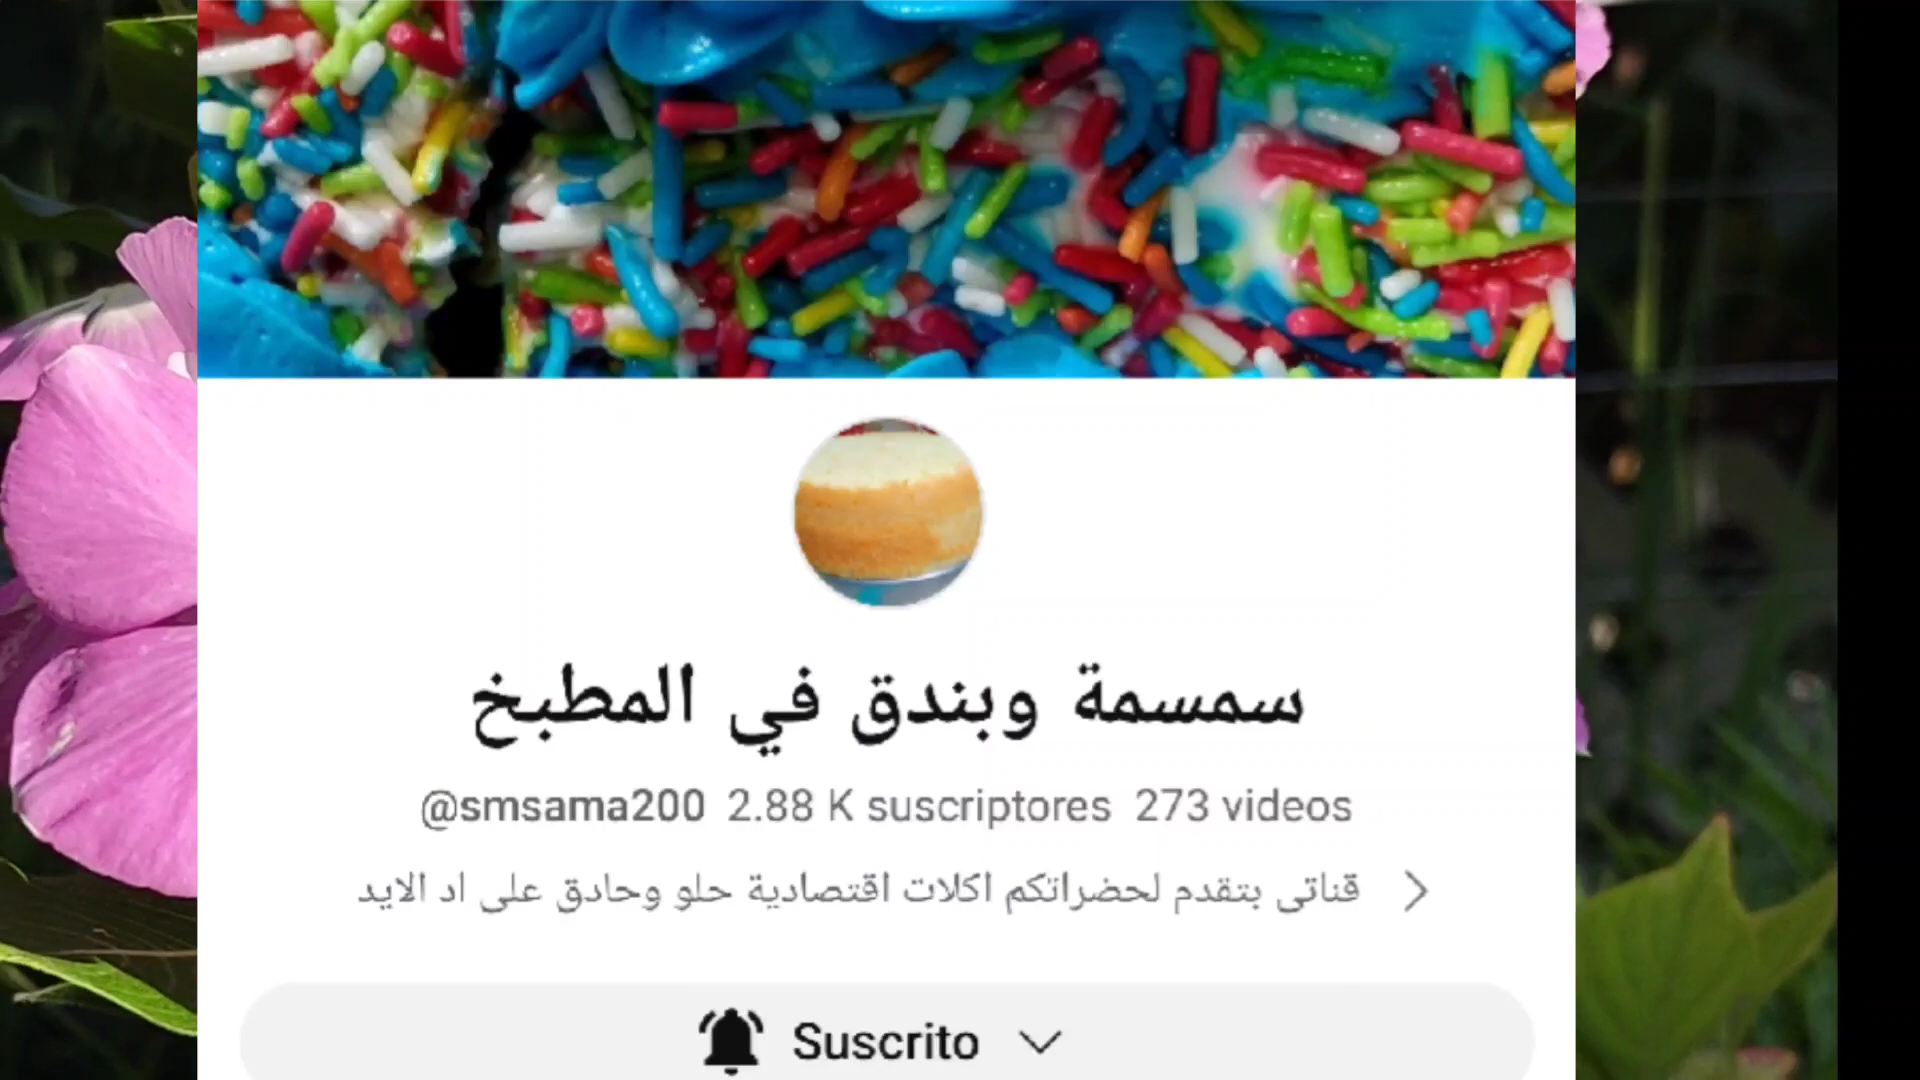 سمسمة وبندق في المطبخ
@smsama200 2.88 K suscriptores 273 videos
قناتى بتقدم لحضراتكم اكلات اقتصادية حلو وحادق على اد الايد
Suscrito